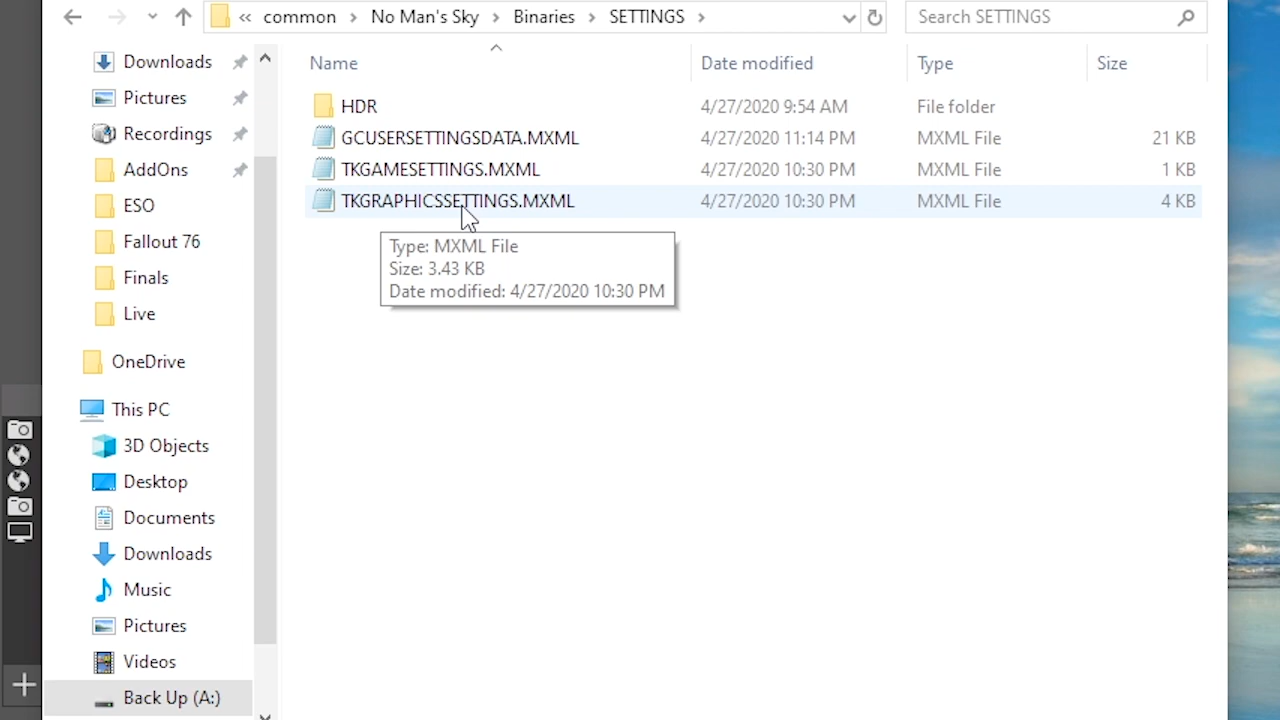 « common > No Man's Sky > Binaries > SETTINGS >
Search SETTINGS
Name Date modified Type Size
HDR 4/27/2020 9:54 AM File folder
GCUSERSETTINGSDATA.MXML 4/27/2020 11:14 PM MXML File 21 KB
TKGAMESETTINGS.MXML 4/27/2020 10:30 PM MXML File 1 KB
TKGRAPHICSSETTINGS.MXML 4/27/2020 10:30 PM MXML File 4 KB
Type: MXML File
Size: 3.43 KB
Date modified: 4/27/2020 10:30 PM
Downloads
Pictures
Recordings
AddOns
ESO
Fallout 76
Finals
Live
OneDrive
This PC
3D Objects
Desktop
Documents
Downloads
Music
Pictures
Videos
Back Up (A:)